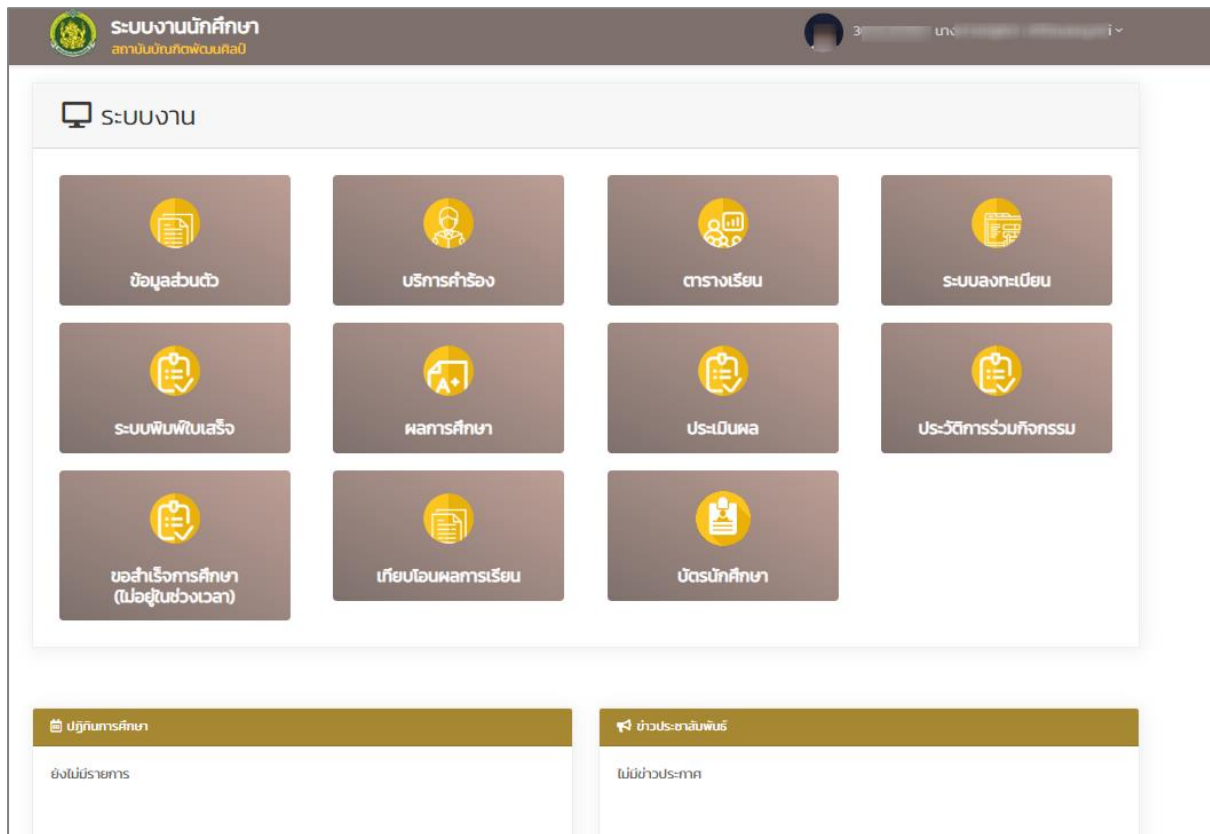 ระบบงานนักศึกษา
สถาบันบัณฑิตพัฒนศิลป์
ระบบงาน
ข้อมูลส่วนตัว
บริการคำร้อง
ตารางเรียน
ระบบลงทะเบียน
ระบบพิมพ์ใบเสร็จ
ผลการศึกษา
A+
ประเมินผล
ประวัติการร่วมกิจกรรม
ขอสำเร็จการศึกษา
(ไม่อยู่ในช่วงเวลา)
เทียบโอนผลการเรียน
บัตรนักศึกษา
ปฏิทินการศึกษา
ยังไม่มีรายการ
ข่าวประชาสัมพันธ์
ไม่มีข่าวประกาศ